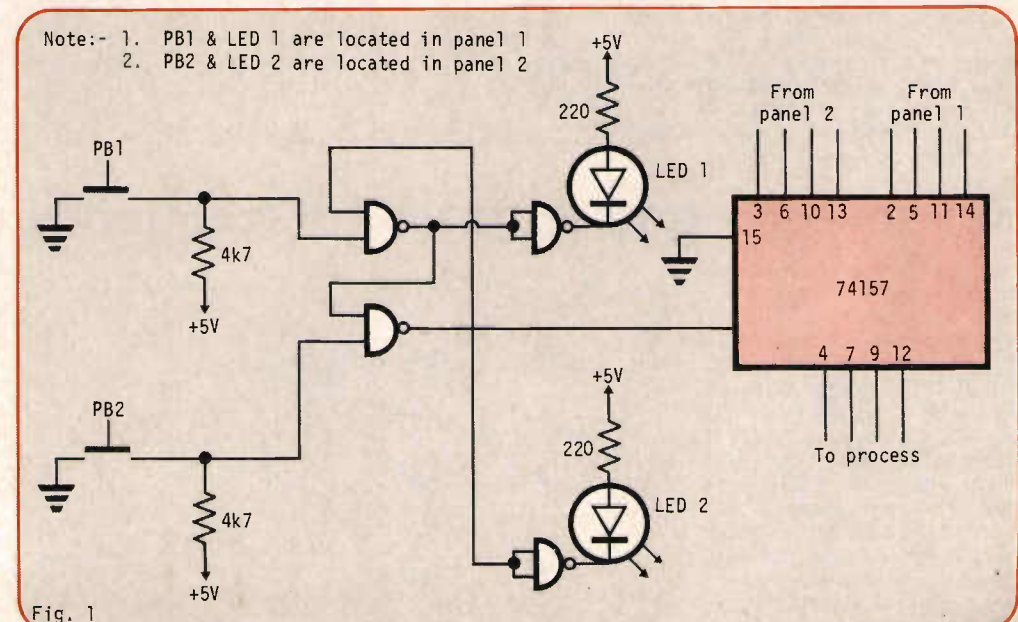 Note:- 1. PB1 & LED 1 are located in panel 1
2. PB2 & LED 2 are located in panel 2
+5V
220
LED 1
PB1
4k7
+5V
From
panel 2
From
panel 1
3 6 10 13 2 5 11 14
15
74157
4 7 9 12
To process
PB2
4k7
+5V
+5V
220
LED 2
Fig. 1